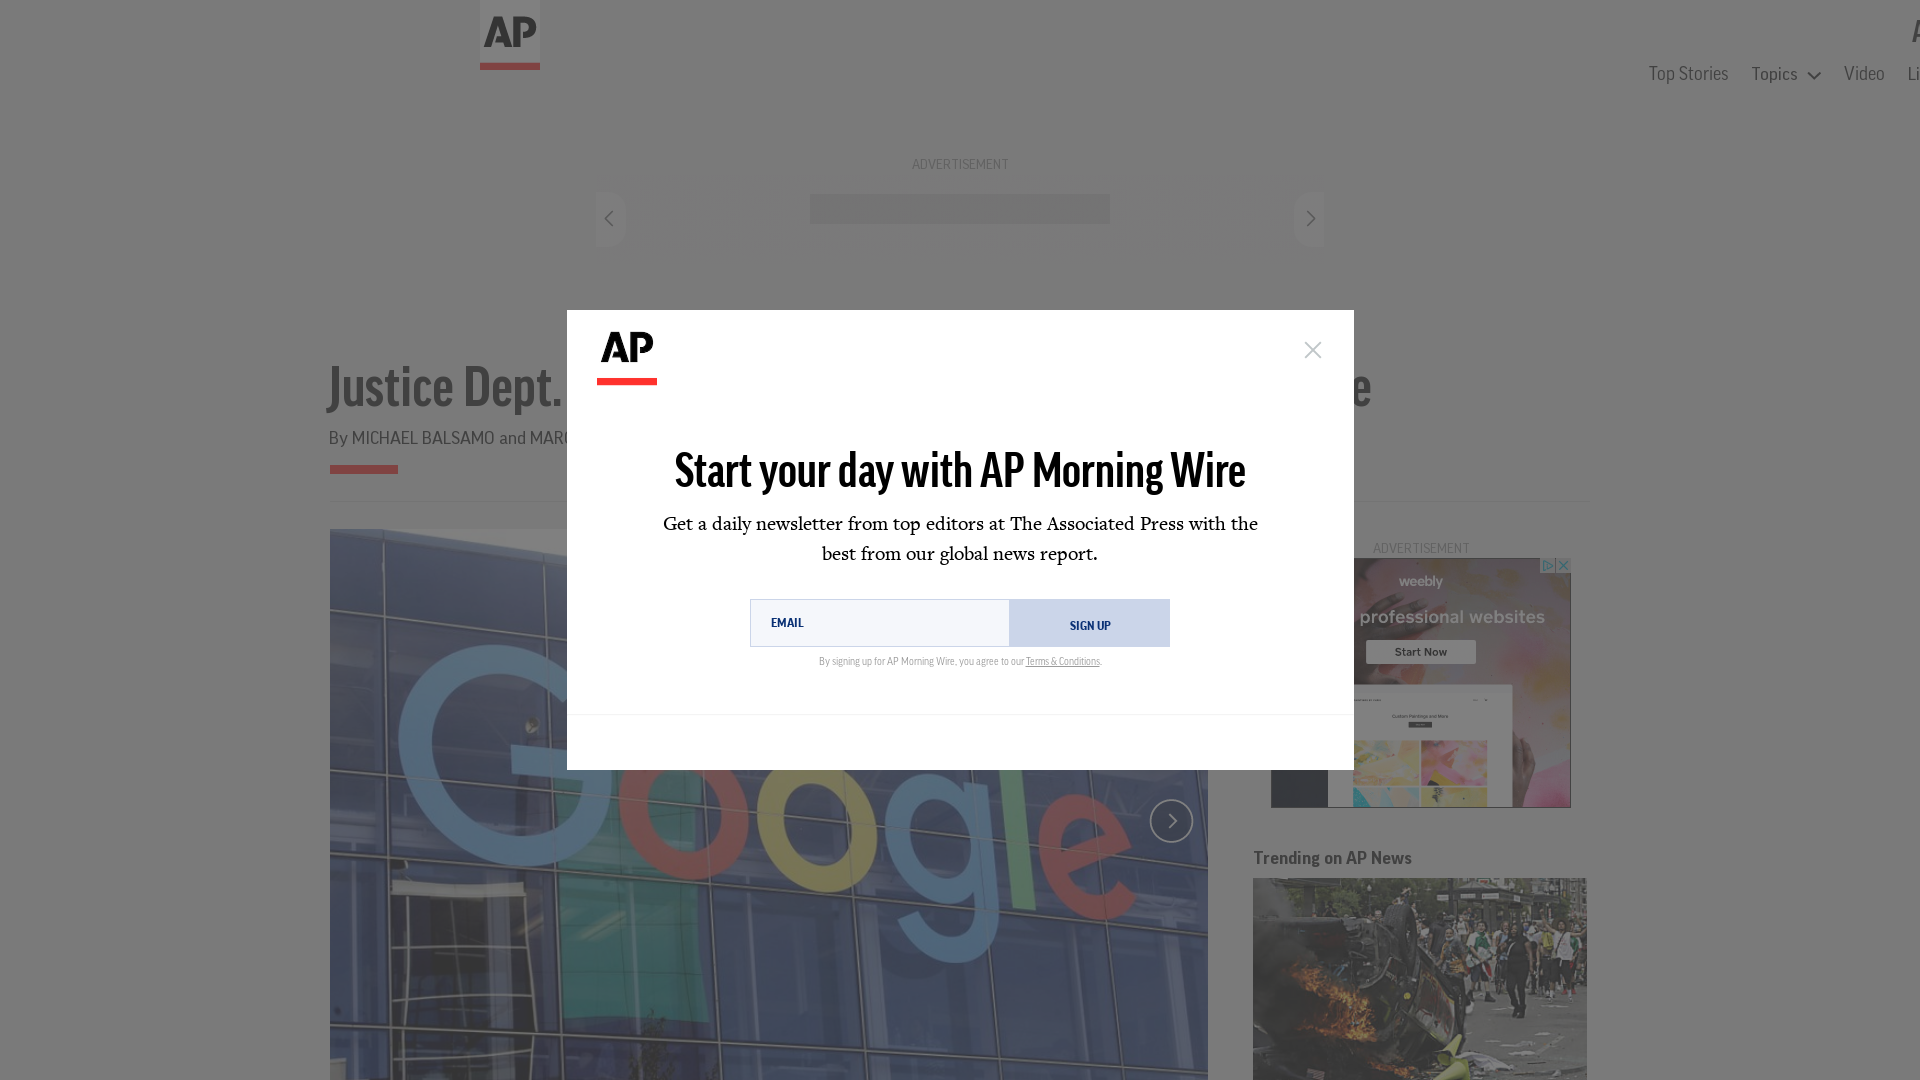 AP
A
Top Stories Topics Video Li
ADVERTISEMENT
AP
Justice Dept. e
By MICHAEL BALSAMO and MARC
Start your day with AP Morning Wire
Get a daily newsletter from top editors at The Associated Press with the
best from our global news report.
EMAIL
SIGN UP
By signing up for AP Morning Wire, you agree to our Terms & Conditions.
ADVERTISEMENT
weebly
professional websites
Start Now
Google
Trending on AP News